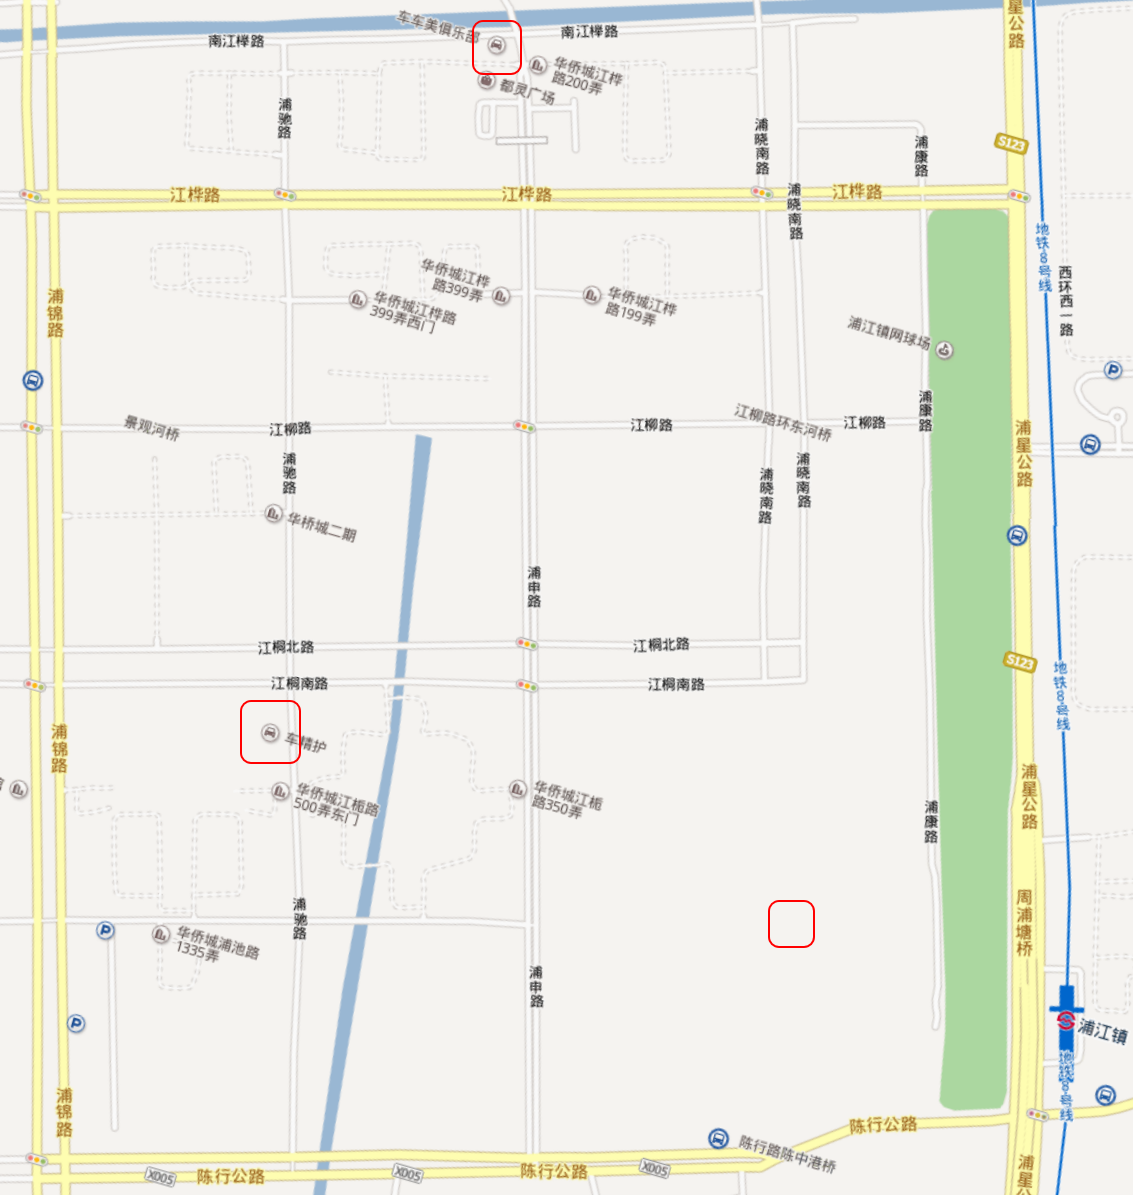 车车美俱乐部
南江桦路
南江桦路
华侨城江桦
路200弄
都灵广场
浦星公路
浦驰路
浦晓南路
浦康路
S123
江桦路
江桦路
江桦路
浦晓南路
地铁8号线
西环西一路
浦锦路
华侨城江桦
路399弄
华侨城江桦路
399弄西门
华侨城江桦
路199弄
浦江镇网球场
P
浦康路
景观河桥
江柳路
江柳路
江柳路环东河桥
江柳路
浦星公路
浦驰路
浦晓南路
浦晓南路
华桥城二期
浦申路
江桐北路
江桐北路
S123
地铁8号线
江桐南路
江桐南路
车精护
浦锦路
华侨城江栀路
500弄东门
华侨城江栀
路350弄
浦星公路
浦康路
浦驰路
周浦塘桥
P
华侨城浦池路
1335弄
浦申路
P
浦江镇
地铁8号线
浦锦路
陈行公路
陈行路陈中港桥
X005
陈行公路
X005
陈行公路
X005
浦星公